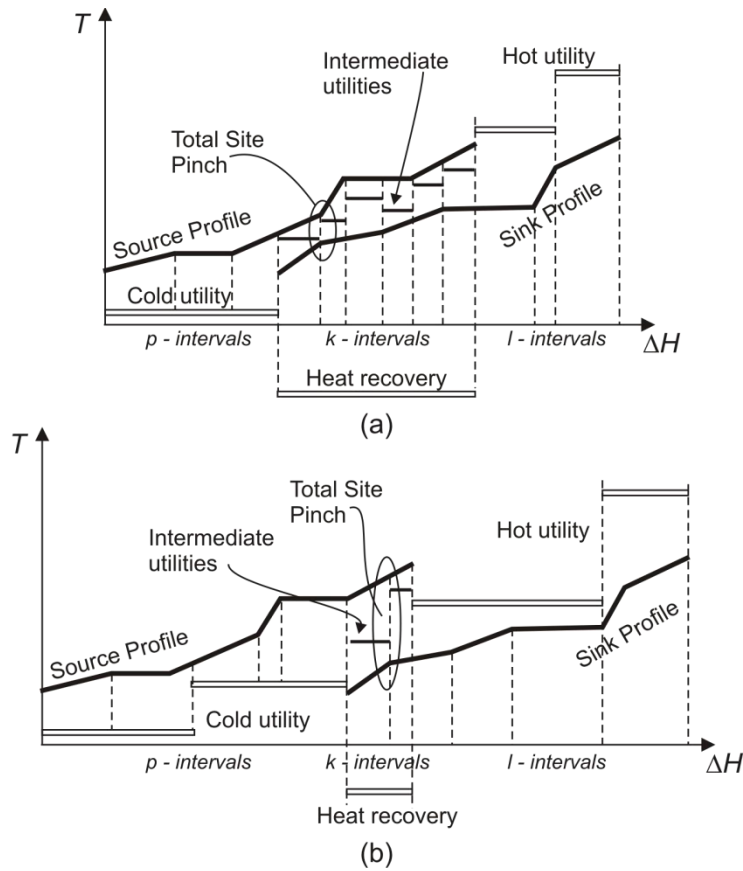 T
Hot utility
Intermediate
utilities
Total Site
Pinch
Source Profile
Sink Profile
Cold utility
p - intervals
k - intervals
l - intervals
ΔH
Heat recovery
(a)
T
Total Site
Pinch
Intermediate
utilities
Hot utility
Source Profile
Sink Profile
Cold utility
p - intervals
k - intervals
l - intervals
ΔH
Heat recovery
(b)